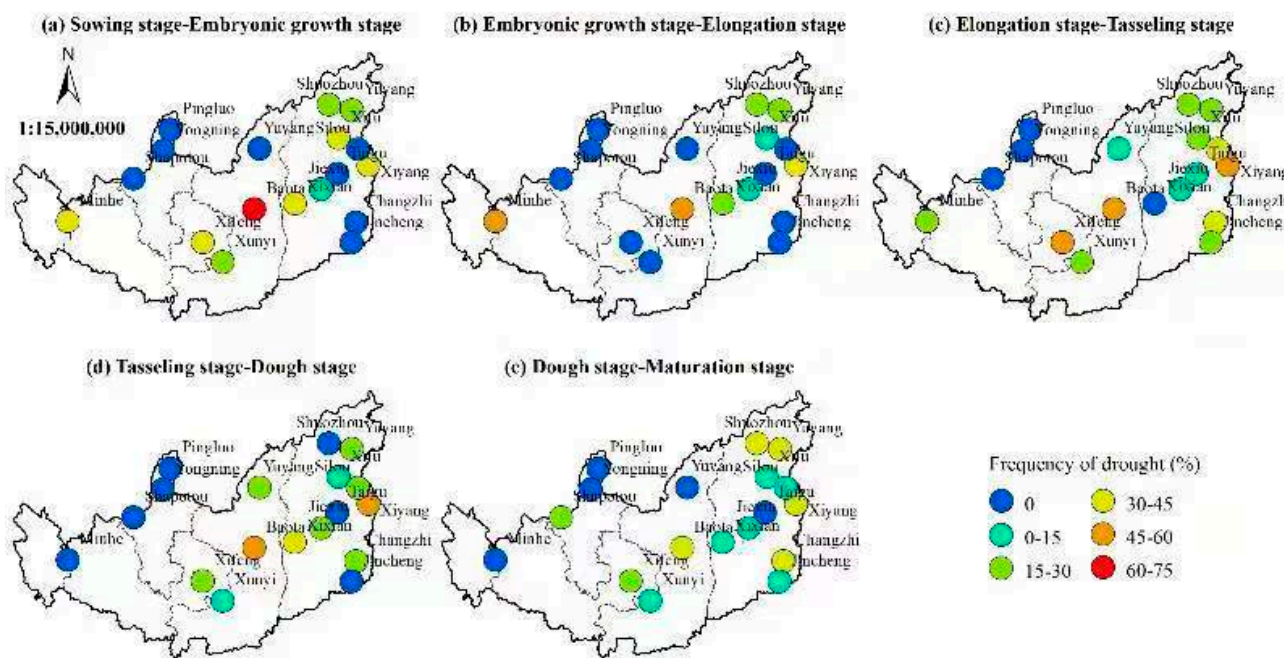 (a) Sowing stage-Embryonic growth stage
(b) Embryonic growth stage-Elongation stage
(c) Elongation stage-Tasseling stage
N
1:15.000.000
Shuozhou
Yuyang
Xinu
Pingluo
Yongning
Yuyang
Silou
Shapotou
Jiexiu
Taigu
Xiyang
Minhe
Baota
Xixian
Changzhi
Jincheng
Xifeng
Xunyi
Shuozhou
Yuyang
Pingluo
Yongning
Yuyang
Silou
Shapotou
Jiexiu
Taigu
Xiyang
Minhe
Baota
Xixian
Changzhi
Jincheng
Xifeng
Xunyi
Shuozhou
Yuyang
Pingluo
Yongning
Yuyang
Silou
Shapotou
Jiexiu
Taigu
Xiyang
Minhe
Baota
Xixian
Changzhi
Jincheng
Xifeng
Xunyi
(d) Tasseling stage-Dough stage
(e) Dough stage-Maturation stage
Shuozhou
Yuyang
Pingluo
Yongning
Yuyang
Silou
Shapotou
Jiexiu
Taigu
Xiyang
Minhe
Baota
Xixian
Changzhi
Jincheng
Xifeng
Xunyi
Shuozhou
Yuyang
Pingluo
Yongning
Yuyang
Silou
Shapotou
Jiexiu
Taigu
Xiyang
Minhe
Baota
Xixian
Changzhi
Jincheng
Xifeng
Xunyi
Frequency of drought (%)
0
30-45
0-15
45-60
15-30
60-75